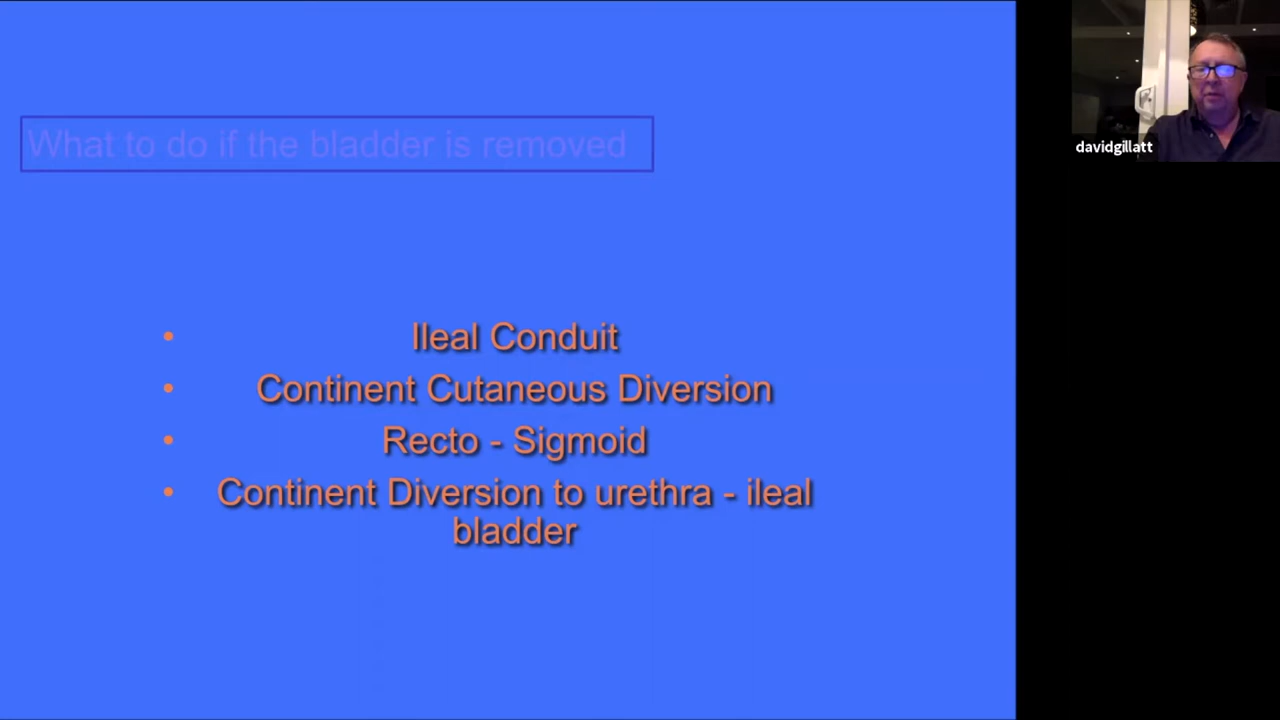 What to do if the bladder is removed
davidgillatt
• Ileal Conduit
• Continent Cutaneous Diversion
• Recto - Sigmoid
• Continent Diversion to urethra - ileal
bladder